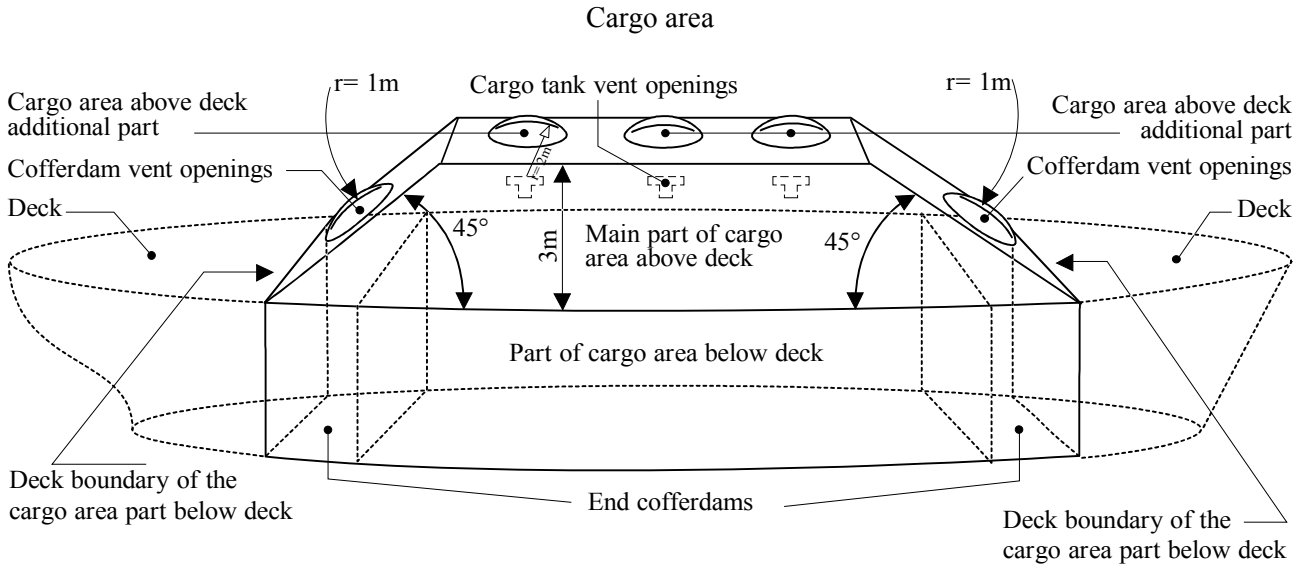 Cargo area
r= 1m
Cargo tank vent openings
r= 1m
Cargo area above deck
additional part
Cargo area above deck
additional part
r= 2m
Cofferdam vent openings
Cofferdam vent openings
Deck
Deck
45°
3m
Main part of cargo
area above deck
45°
Part of cargo area below deck
Deck boundary of the
cargo area part below deck
End cofferdams
Deck boundary of the
cargo area part below deck